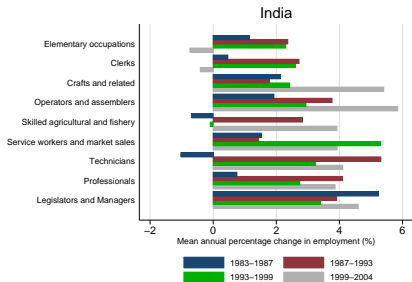 India
Elementary occupations
Clerks
Crafts and related
Operators and assemblers
Skilled agricultural and fishery
Service workers and market sales
Technicians
Professionals
Legislators and Managers
−2 0 2 4 6
Mean annual percentage change in employment (%)
1983−1987 1987−1993
1993−1999 1999−2004